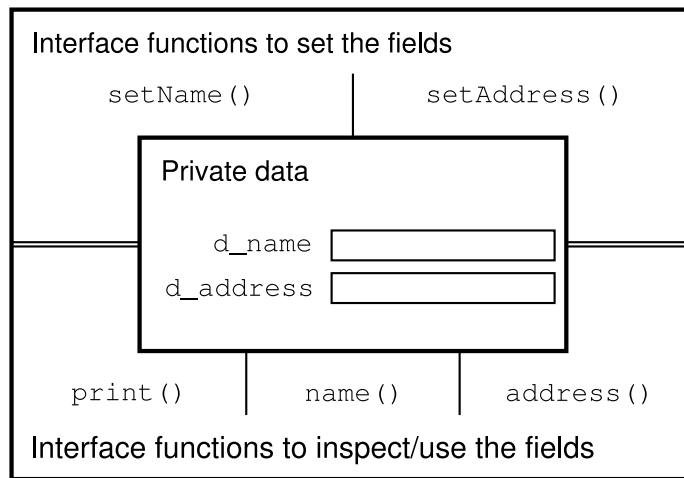 Interface functions to set the fields
setName() setAddress()
Private data
d_name
d_address
print() name() address()
Interface functions to inspect/use the fields